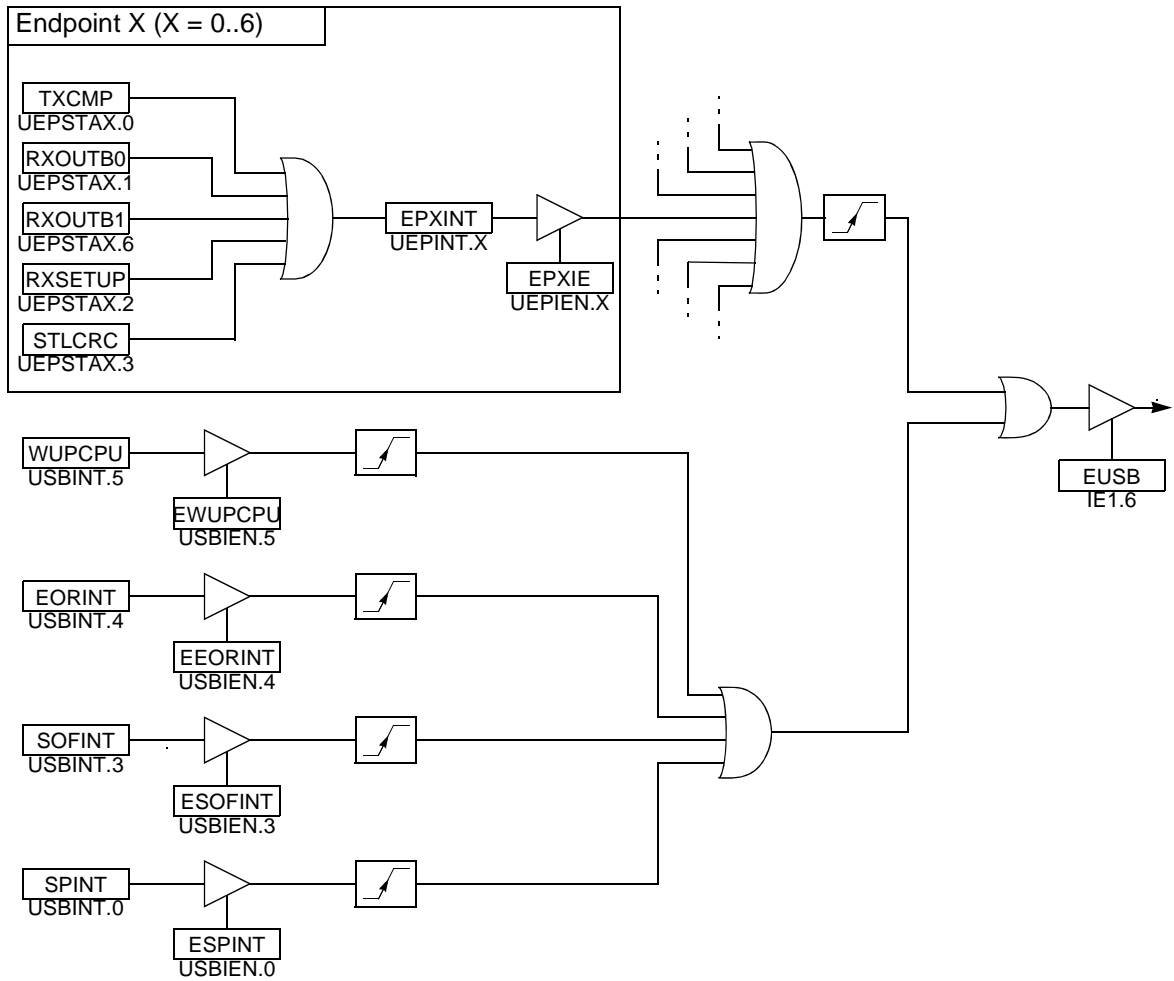 Endpoint X (X = 0..6)
TXCMP
UEPSTAX.0
RXOUTB0
UEPSTAX.1
RXOUTB1
UEPSTAX.6
RXSETUP
UEPSTAX.2
STLCRC
UEPSTAX.3
EPXINT
UEPINT.X
EPXIE
UEPIEN.X
WUPCPU
USBINT.5
EWUPCPU
USBIEN.5
EUSB
IE1.6
EORINT
USBINT.4
EEORINT
USBIEN.4
SOFINT
USBINT.3
ESOFINT
USBIEN.3
SPINT
USBINT.0
ESPINT
USBIEN.0